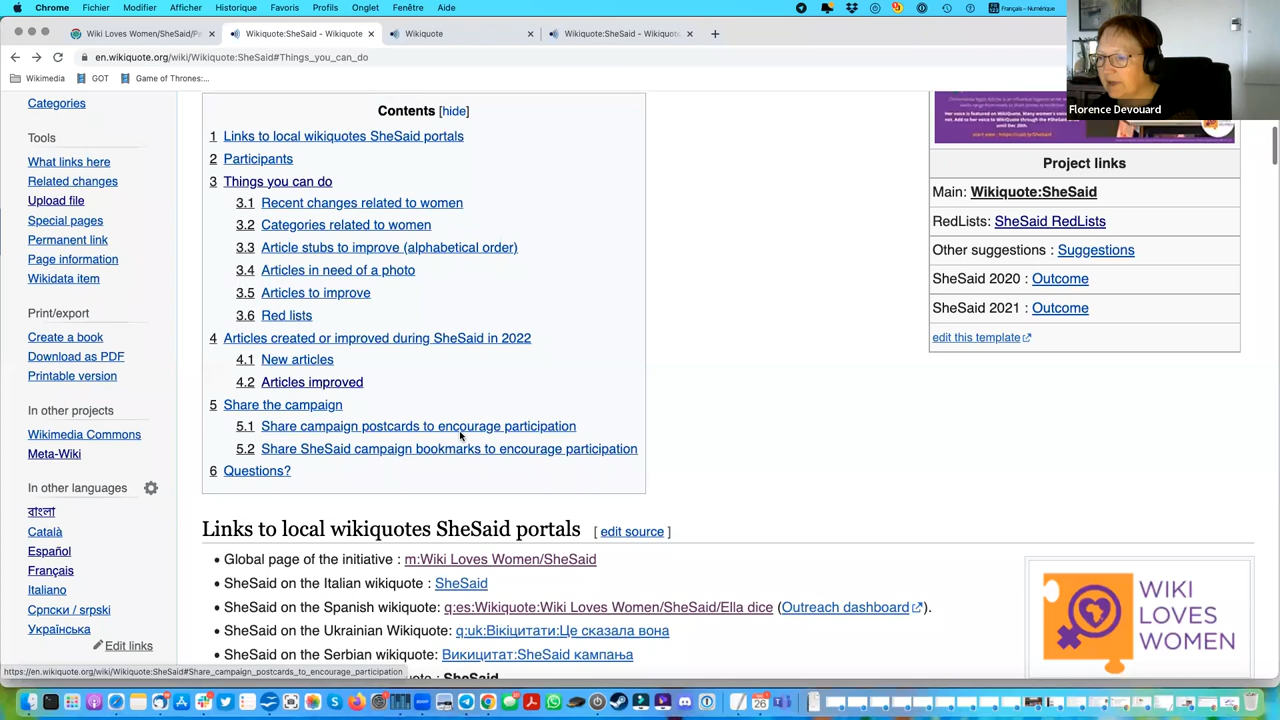 Chrome Fichier Modifier Afficher Historique Favoris Profils Onglet Fenêtre Aide
Français – Numérique
Wiki Loves Women/SheSaid/P
Wikiquote:SheSaid - Wikiquote
Wikiquote
Wikiquote:SheSaid - Wikiquot
en.wikiquote.org/wiki/Wikiquote:SheSaid#Things_you_can_do
Wikimedia GOT Game of Thrones:...
Florence Devouard
Categories
Tools
What links here
Related changes
Upload file
Special pages
Permanent link
Page information
Wikidata item
Print/export
Create a book
Download as PDF
Printable version
In other projects
Wikimedia Commons
Meta-Wiki
In other languages
বাংলা
Català
Español
Français
Italiano
Српски / srpski
Українська
Edit links
Contents [hide]
1 Links to local wikiquotes SheSaid portals
2 Participants
3 Things you can do
3.1 Recent changes related to women
3.2 Categories related to women
3.3 Article stubs to improve (alphabetical order)
3.4 Articles in need of a photo
3.5 Articles to improve
3.6 Red lists
4 Articles created or improved during SheSaid in 2022
4.1 New articles
4.2 Articles improved
5 Share the campaign
5.1 Share campaign postcards to encourage participation
5.2 Share SheSaid campaign bookmarks to encourage participation
6 Questions?
Project links
Main: Wikiquote:SheSaid
RedLists: SheSaid RedLists
Other suggestions : Suggestions
SheSaid 2020 : Outcome
SheSaid 2021 : Outcome
edit this template
Links to local wikiquotes SheSaid portals [ edit source ]
• Global page of the initiative : m:Wiki Loves Women/SheSaid
• SheSaid on the Italian wikiquote : SheSaid
• SheSaid on the Spanish wikiquote: q:es:Wikiquote:Wiki Loves Women/SheSaid/Ella dice (Outreach dashboard).
• SheSaid on the Ukrainian Wikiquote: q:uk:Вікіцитати:Це сказала вона
• SheSaid on the Serbian wikiquote: Викицитат:SheSaid кампања
WIKI
LOVES
WOMEN
https://en.wikiquote.org/wiki/Wikiquote:SheSaid#Share_campaign_postcards_to_encourage_participation